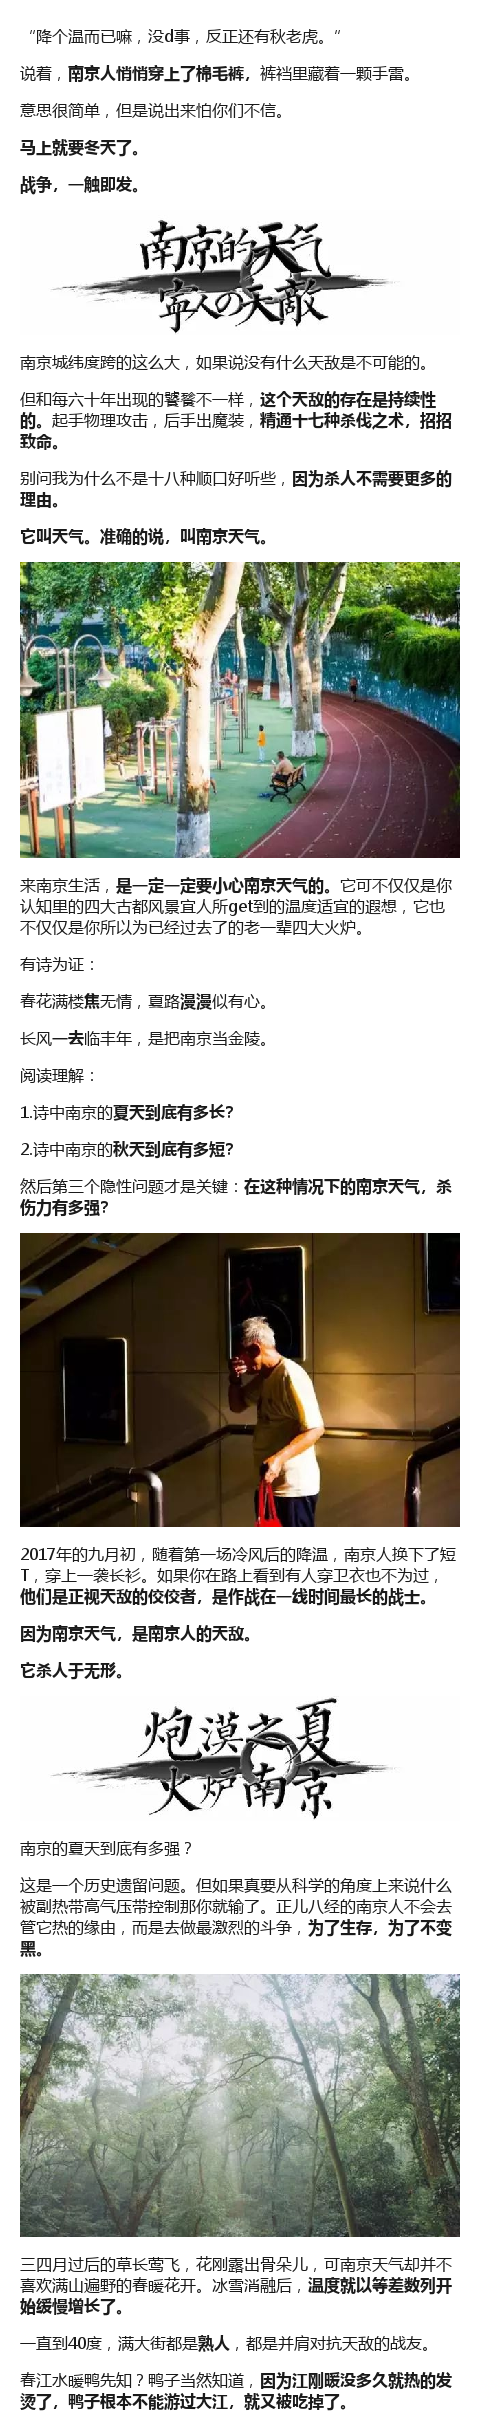 “降个温而已嘛，没d事，反正还有秋老虎。”
说着，南京人悄悄穿上了棉毛裤，裤裆里藏着一颗手雷。
意思很简单，但是说出来怕你们不信。
马上就要冬天了。
战争，一触即发。
南京的天气
宁人の天敵
南京城纬度跨的这么大，如果说没有什么天敌是不可能的。
但和每六十年出现的饕餮不一样，这个天敌的存在是持续性
的。起手物理攻击，后手出魔装，精通十七种杀伐之术，招招
致命。
别问我为什么不是十八种顺口好听些，因为杀人不需要更多的
理由。
它叫天气。准确的说，叫南京天气。
来南京生活，是一定一定要小心南京天气的。它可不仅仅是你
认知里的四大古都风景宜人所get到的温度适宜的遐想，它也
不仅仅是你所以为已经过去了的老一辈四大火炉。
有诗为证：
春花满楼焦无情，夏路漫漫似有心。
长风一去临丰年，是把南京当金陵。
阅读理解：
1.诗中南京的夏天到底有多长？
2.诗中南京的秋天到底有多短？
然后第三个隐性问题才是关键：在这种情况下的南京天气，杀
伤力有多强？
2017年的九月初，随着第一场冷风后的降温，南京人换下了短
T，穿上一袭长衫。如果你在路上看到有人穿卫衣也不为过，
他们是正视天敌的佼佼者，是作战在一线时间最长的战士。
因为南京天气，是南京人的天敌。
它杀人于无形。
炮漠之夏
火炉南京
南京的夏天到底有多强？
这是一个历史遗留问题。但如果真要从科学的角度上来说什么
被副热带高气压带控制那你就输了。正儿八经的南京人不会去
管它热的缘由，而是去做最激烈的斗争，为了生存，为了不变
黑。
三四月过后的草长莺飞，花刚露出骨朵儿，可南京天气却并不
喜欢满山遍野的春暖花开。冰雪消融后，温度就以等差数列开
始缓慢增长了。
一直到40度，满大街都是熟人，都是并肩对抗天敌的战友。
春江水暖鸭先知？鸭子当然知道，因为江刚暖没多久就热的发
烫了，鸭子根本不能游过大江，就又被吃掉了。